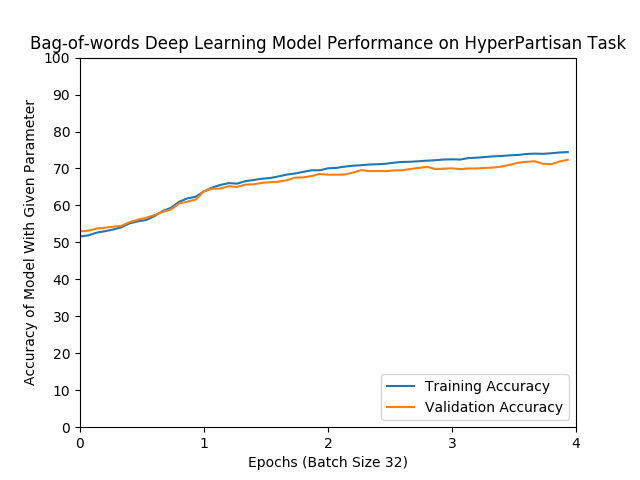 Bag-of-words Deep Learning Model Performance on HyperPartisan Task
Accuracy of Model With Given Parameter
100
90
80
70
60
50
40
30
20
10
0
Training Accuracy
Validation Accuracy
0 1 2 3 4
Epochs (Batch Size 32)